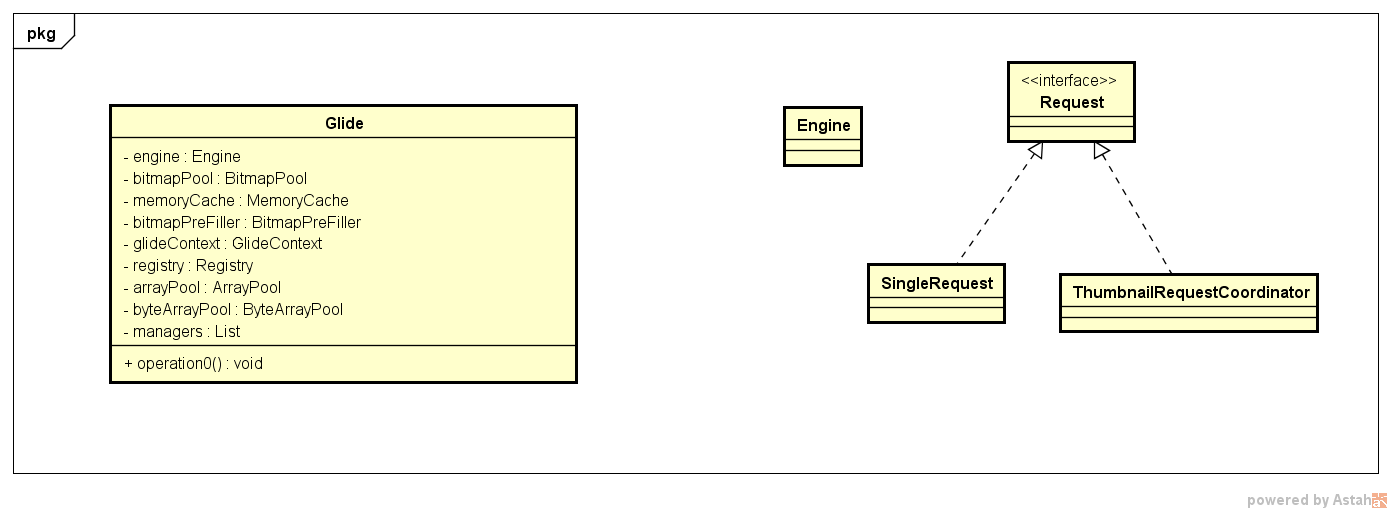 pkg
Glide
- engine : Engine
- bitmapPool : BitmapPool
- memoryCache : MemoryCache
- bitmapPreFiller : BitmapPreFiller
- glideContext : GlideContext
- registry : Registry
- arrayPool : ArrayPool
- byteArrayPool : ByteArrayPool
- managers : List
+ operation0() : void
Engine
<<interface>>
Request
SingleRequest
ThumbnailRequestCoordinator
powered by Astah